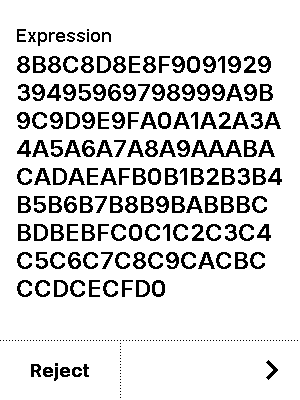 Expression
8B8C8D8E8F9091929
39495969798999A9B
9C9D9E9FA0A1A2A3A
4A5A6A7A8A9AAABA
CADAEAFB0B1B2B3B4
B5B6B7B8B9BABBBC
BDBEBFC0C1C2C3C4
C5C6C7C8C9CACBC
CCDCECFD0
Reject